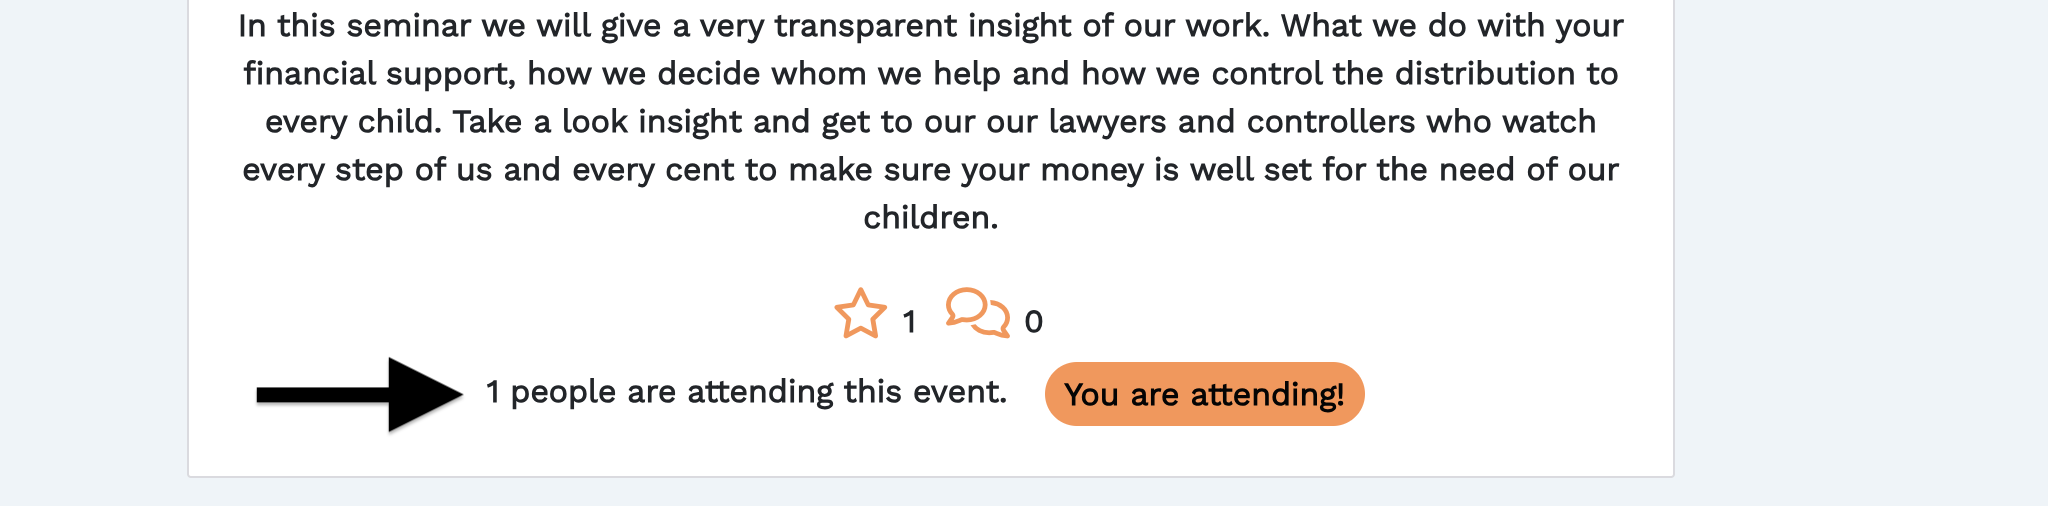 In this seminar we will give a very transparent insight of our work. What we do with your
financial support, how we decide whom we help and how we control the distribution to
every child. Take a look insight and get to our our lawyers and controllers who watch
every step of us and every cent to make sure your money is well set for the need of our
children.
1 0
1 people are attending this event. You are attending!